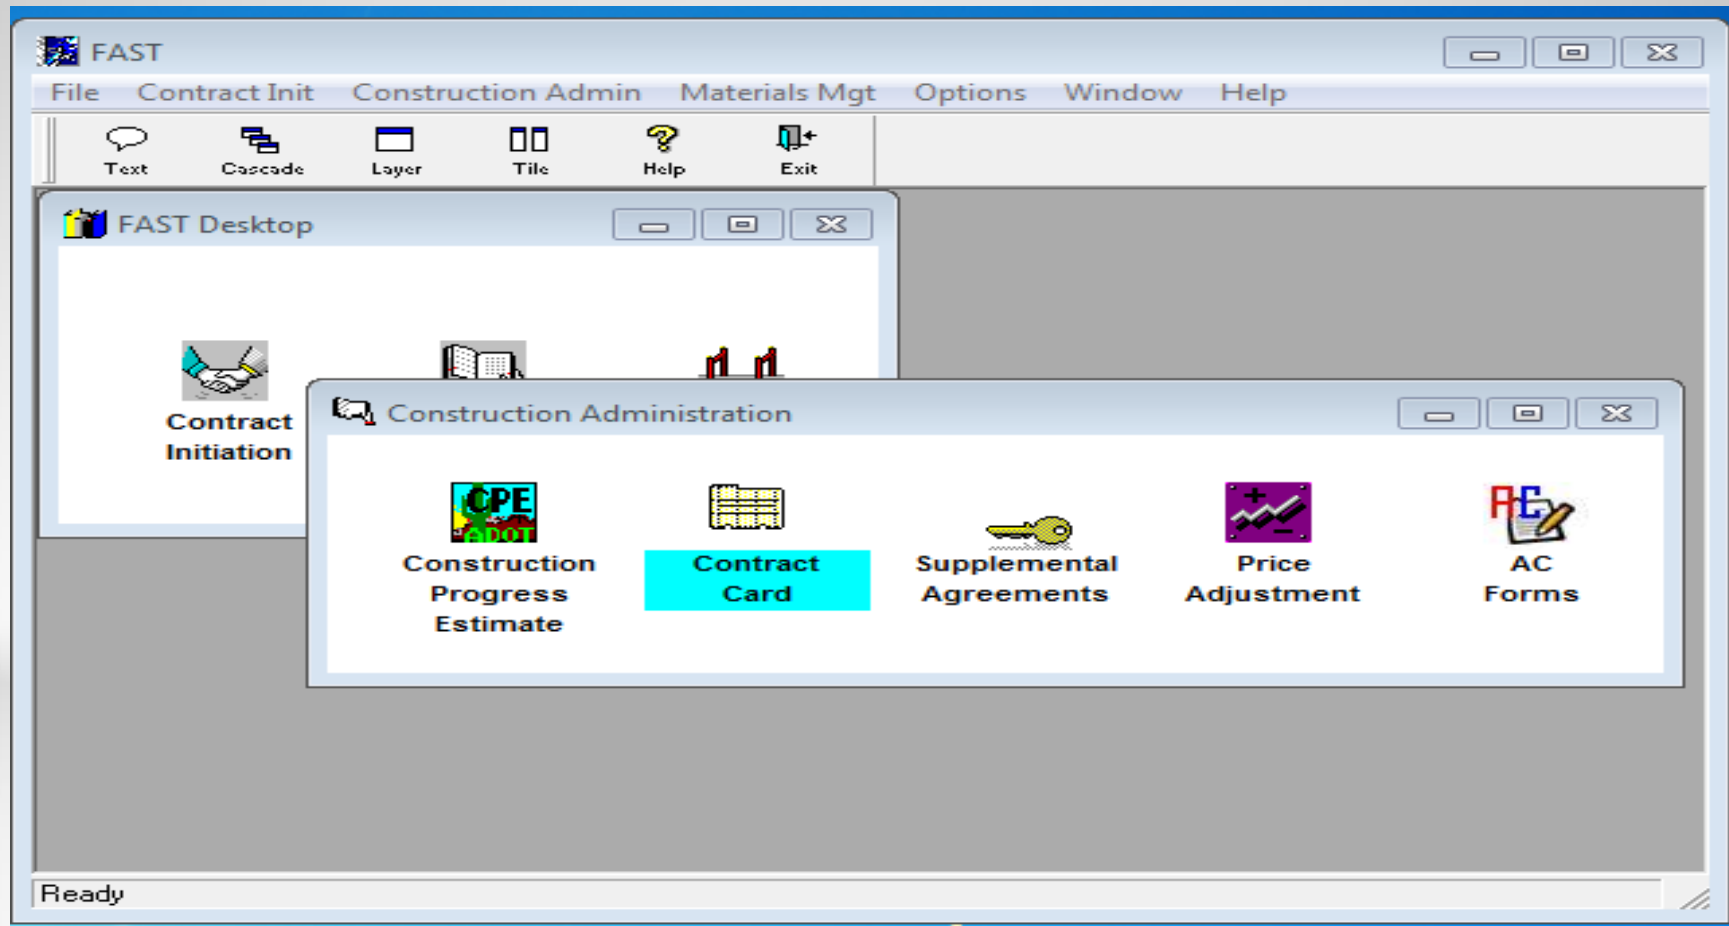 FAST
File Contract Init Construction Admin Materials Mgt Options Window Help
Text Cascade Layer Tile Help Exit
FAST Desktop
Contract
Initiation
Construction Administration
CPE
ADOT
Construction
Progress
Estimate
Contract
Card
Supplemental
Agreements
Price
Adjustment
AC
AC
Forms
Ready